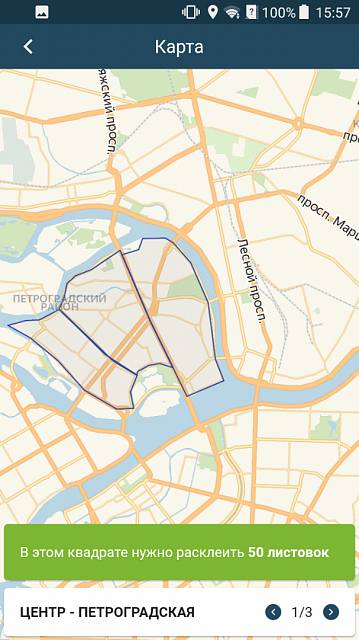 100% 15:57
Карта
яжский просп.
просп. Мари
Лесной просп.
ПЕТРОГРАДСКИЙ
РАЙОН
В этом квадрате нужно расклеить 50 листовок
ЦЕНТР - ПЕТРОГРАДСКАЯ 1/3